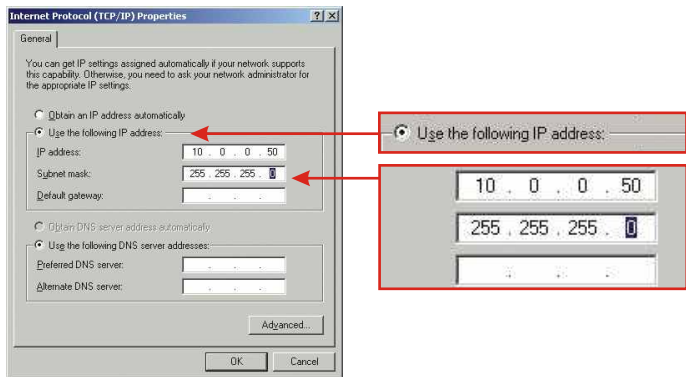 Internet Protocol (TCP/IP) Properties
General
You can get IP settings assigned automatically if your network supports
this capability. Otherwise, you need to ask your network administrator for
the appropriate IP settings.
Obtain an IP address automatically
Use the following IP address:
IP address: 10 . 0 . 0 . 50
Subnet mask: 255 . 255 . 255 . 0
Default gateway: . . .
Obtain DNS server address automatically
Use the following DNS server addresses:
Preferred DNS server: . . .
Alternate DNS server: . . .
Advanced...
OK Cancel
Use the following IP address:
10 . 0 . 0 . 50
255 . 255 . 255 . 0
. . .